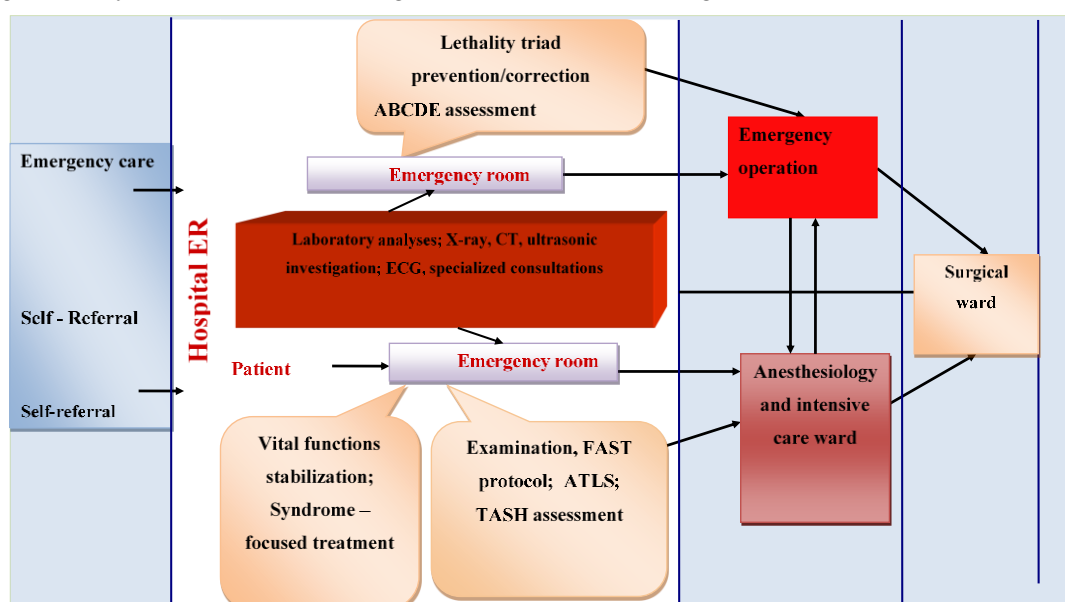 Lethality triad
prevention/correction
ABCDE assessment
Emergency care
Self - Referral
Self-referral
Hospital ER
Emergency room
Laboratory analyses; X-ray, CT, ultrasonic
investigation; ECG, specialized consultations
Patient
Emergency room
Vital functions
stabilization;
Syndrome –
focused treatment
Examination, FAST
protocol; ATLS;
TASH assessment
Emergency
operation
Anesthesiology
and intensive
care ward
Surgical
ward